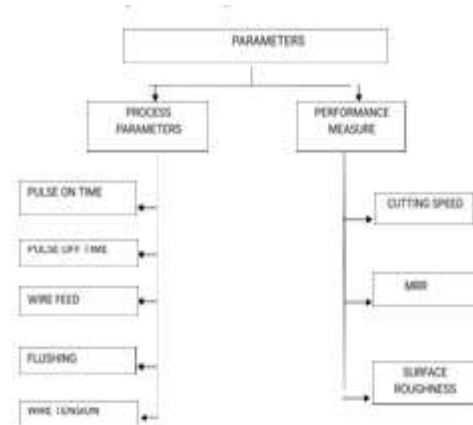 PARAMETERS
PROCESS
PARAMETERS
PERFORMANCE
MEASURE
PULSE ON TIME
PULSE OFF TIME
WIRE FEED
FLUSHING
WIRE TENSION
CUTTING SPEED
MRR
SURFACE
ROUGHNESS